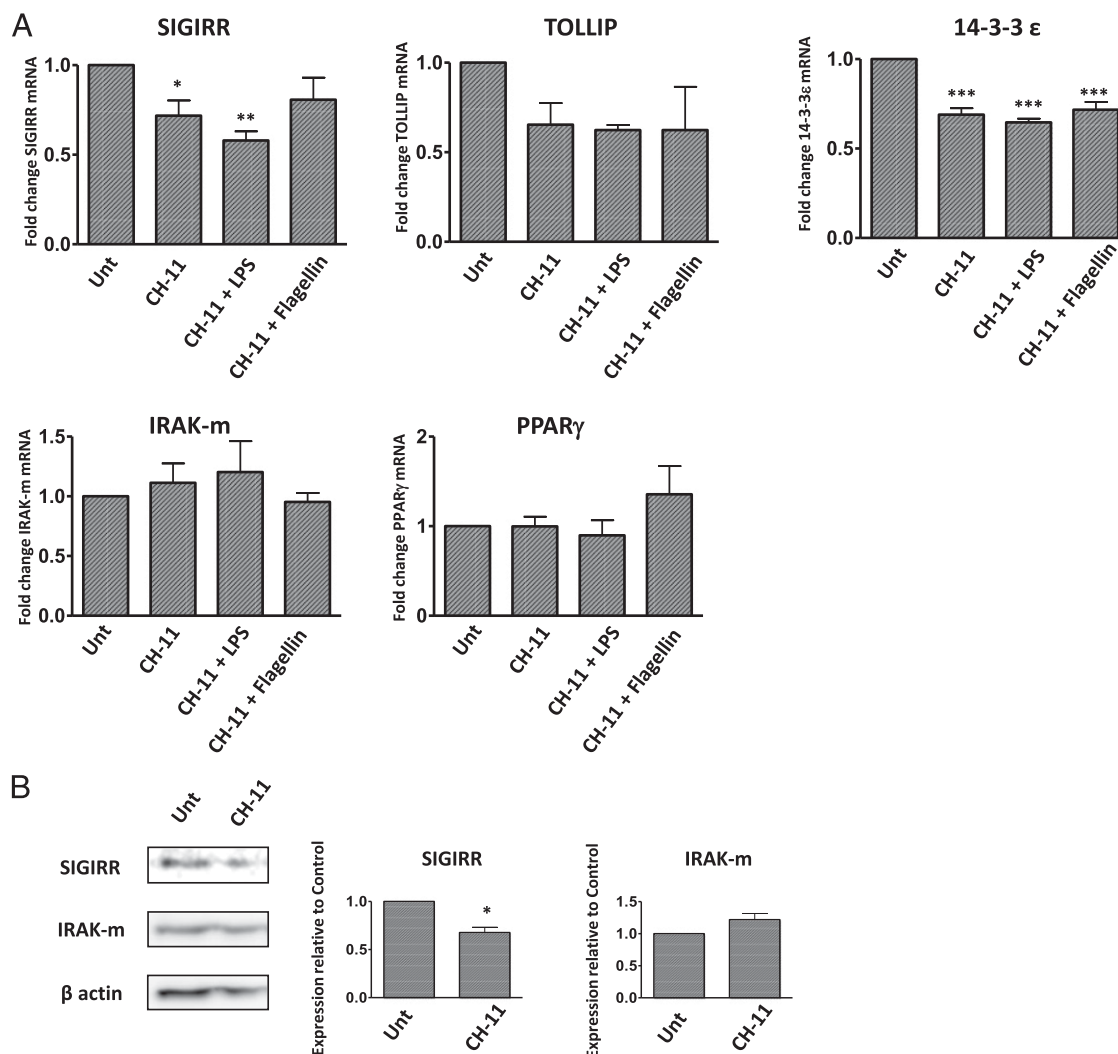 A
SIGIRR
TOLLIP
14-3-3 ε
Fold change SIGIRR mRNA
1.0
0.5
0.0
*
**
Unt
CH-11
CH-11 + LPS
CH-11 + Flagellin
Fold change TOLLIP mRNA
1.0
0.5
0.0
Unt
CH-11
CH-11 + LPS
CH-11 + Flagellin
Fold change 14-3-3ε mRNA
1.0
0.5
0.0
***
***
***
Unt
CH-11
CH-11 + LPS
CH-11 + Flagellin
IRAK-m
Fold change IRAK-m mRNA
1.5
1.0
0.5
0.0
Unt
CH-11
CH-11 + LPS
CH-11 + Flagellin
PPARγ
Fold change PPARγ mRNA
2
1
0
Unt
CH-11
CH-11 + LPS
CH-11 + Flagellin
B
Unt
CH-11
SIGIRR
IRAK-m
β actin
SIGIRR
Expression relative to Control
1.0
0.5
0.0
*
Unt
CH-11
IRAK-m
Expression relative to Control
1.5
1.0
0.5
0.0
Unt
CH-11